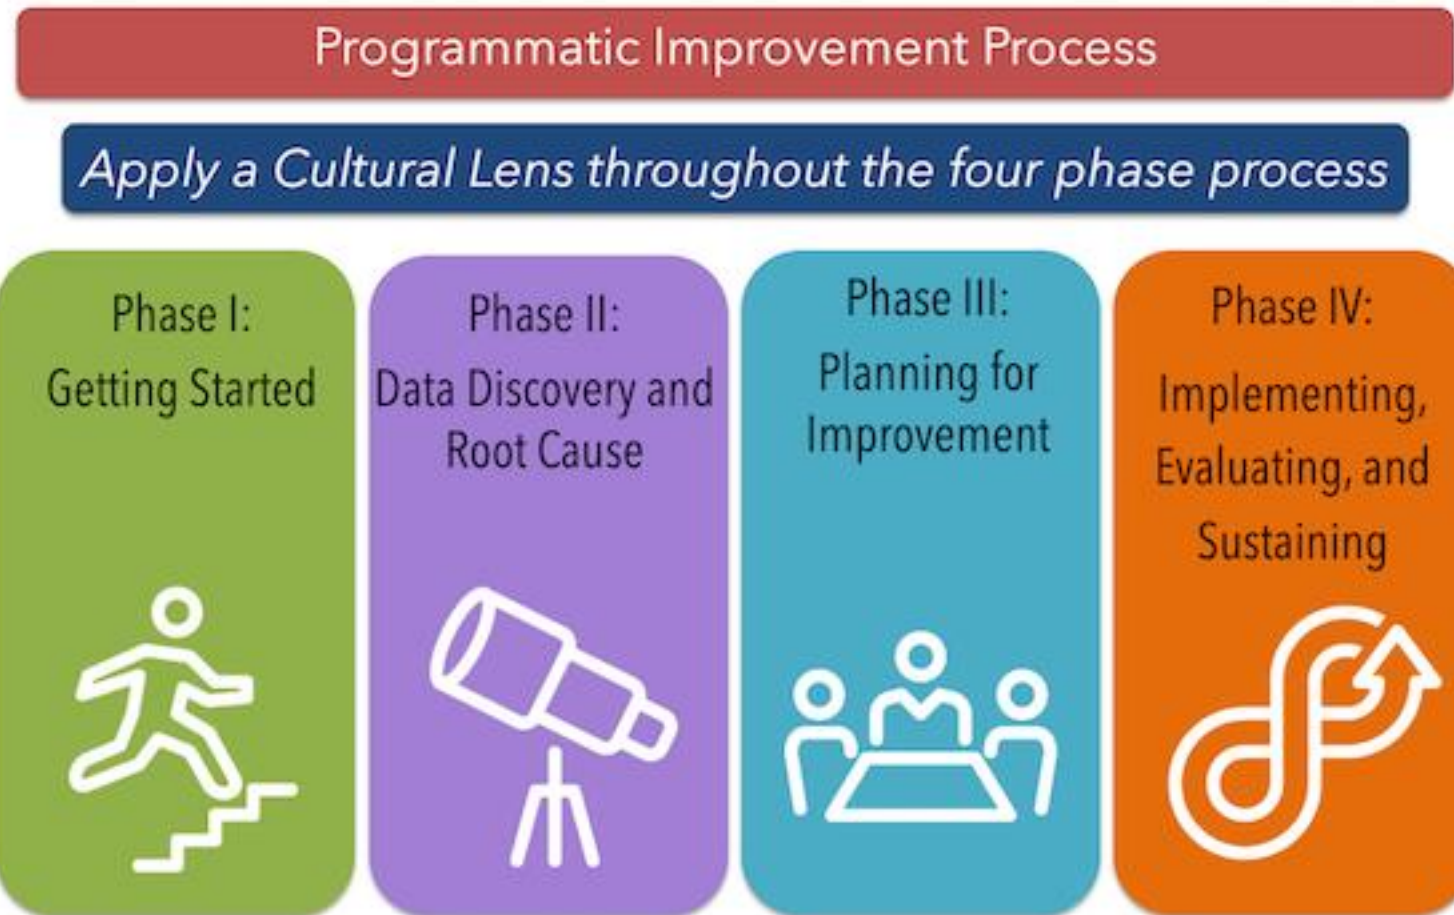 Programmatic Improvement Process
Apply a Cultural Lens throughout the four phase process
Phase I:
Getting Started
Phase II:
Data Discovery and
Root Cause
Phase III:
Planning for
Improvement
Phase IV:
Implementing,
Evaluating, and
Sustaining